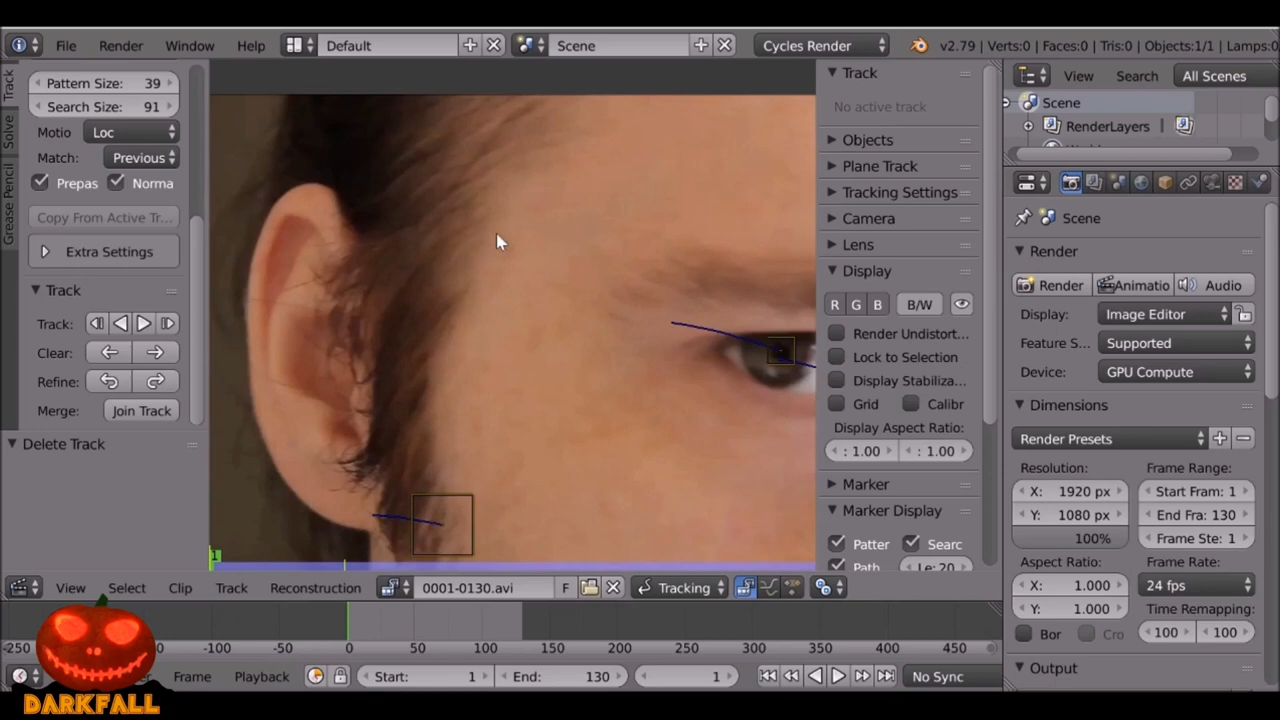 File Render Window Help Default Scene Cycles Render v2.79 | Verts:0 | Faces:0 | Tris:0 | Objects:1/1 | Lamps:0
Pattern Size: 39
Search Size: 91
Motio Loc
Match: Previous
Prepas Norma
Copy From Active Tr...
Extra Settings
Track
Track:
Clear:
Refine:
Merge: Join Track
Delete Track
Track
Solve
Grease Pencil
Track
No active track
Objects
Plane Track
Tracking Settings
Camera
Lens
Display
R G B B/W
Render Undistort...
Lock to Selection
Display Stabiliza...
Grid Calibr
Display Aspect Ratio:
: 1.00 : 1.00
Marker
Marker Display
Patter Searc
Path Le: 20
1
View Select Clip Track Reconstruction 0001-0130.avi F Tracking
-250 0 50 100 150 200 250 300 350 400 450
Frame Playback Start: 1 End: 130 1 No Sync
View Search All Scenes
Scene
RenderLayers
Scene
Render
Render Animatio Audio
Display: Image Editor
Feature S... Supported
Device: GPU Compute
Dimensions
Render Presets
Resolution: Frame Range:
X: 1920 px Start Fram: 1
Y: 1080 px End Fra: 130
100% Frame Ste: 1
Aspect Ratio: Frame Rate:
X: 1.000 24 fps
Y: 1.000 Time Remapping:
Bor Cro 100 100
Output
DARKFALL